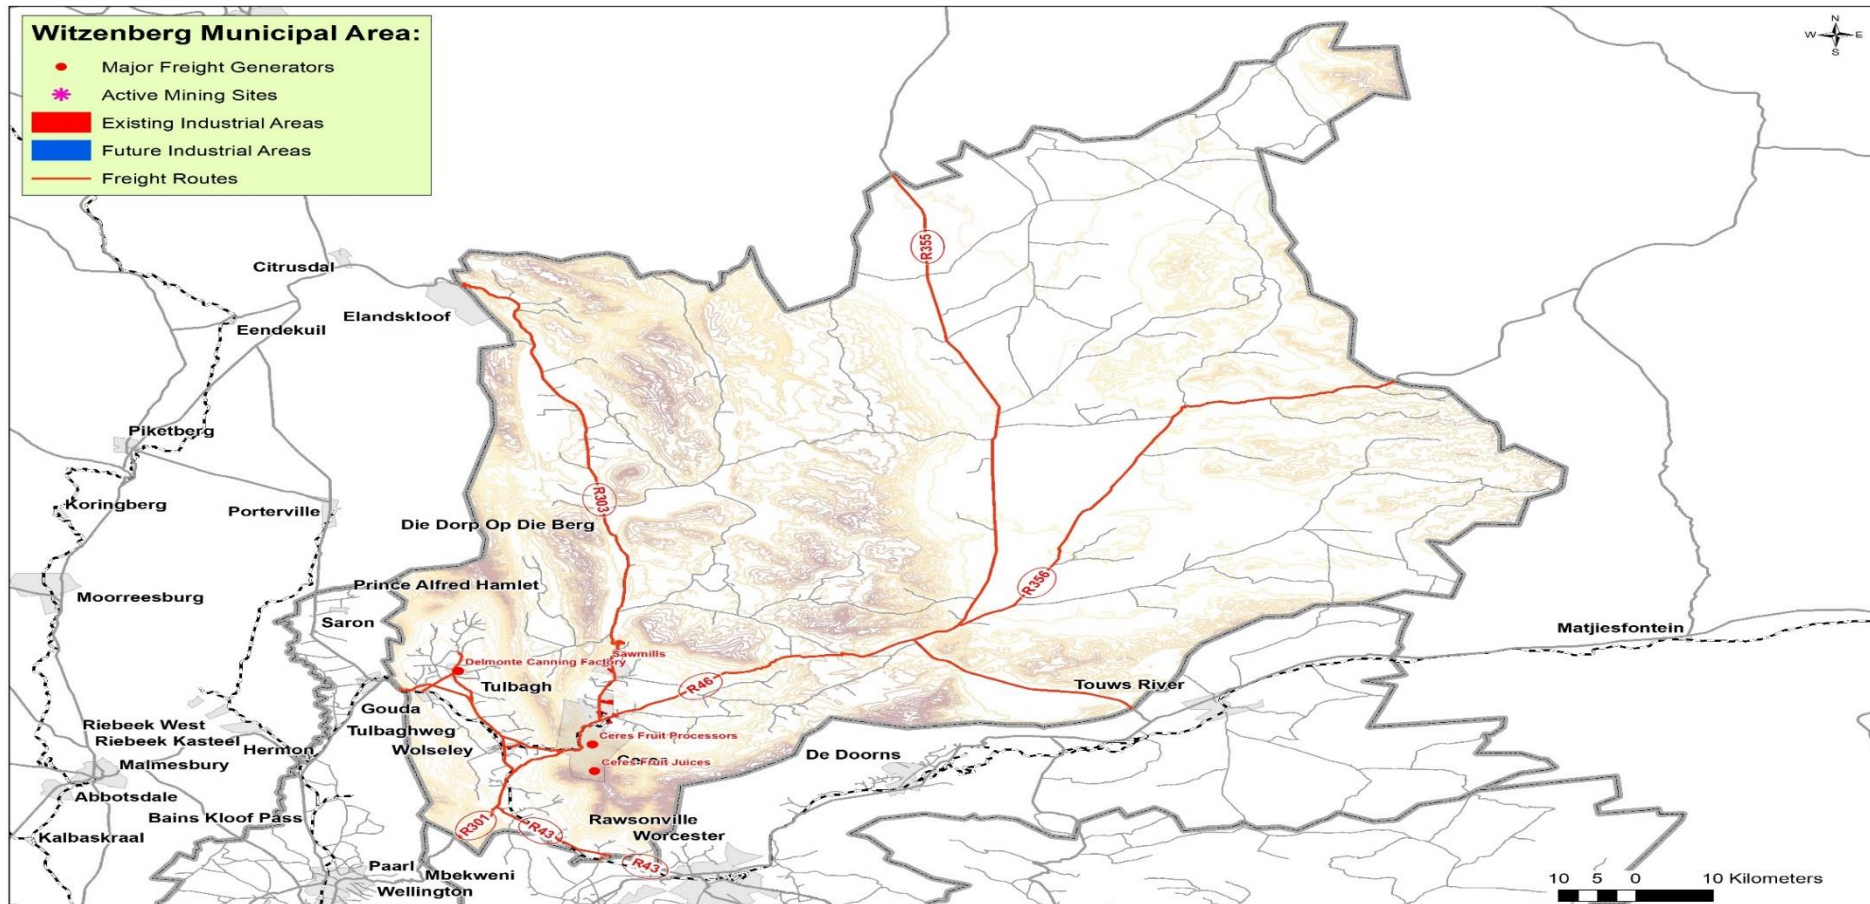 Witzenberg Municipal Area:
Major Freight Generators
Active Mining Sites
Existing Industrial Areas
Future Industrial Areas
Freight Routes
N
W E
S
R355
Citrusdal
Elandskloof
Eendekuil
Piketberg
R303
Koringberg
Porterville
Die Dorp Op Die Berg
R356
Prince Alfred Hamlet
Moorreesburg
Saron
Matjiesfontein
Sawmills
Delmonte Canning Factory
Tulbagh
R46
Touws River
Gouda
Riebeek West
Tulbaghweg
Riebeek Kasteel
Hermon
Wolseley
Ceres Fruit Processors
De Doorns
Malmesbury
Ceres Fruit Juices
Abbotsdale
Bains Kloof Pass
Rawsonville
R301
R43
Worcester
Kalbaskraal
Paarl
R43
Mbekweni
Wellington
10 5 0 10 Kilometers